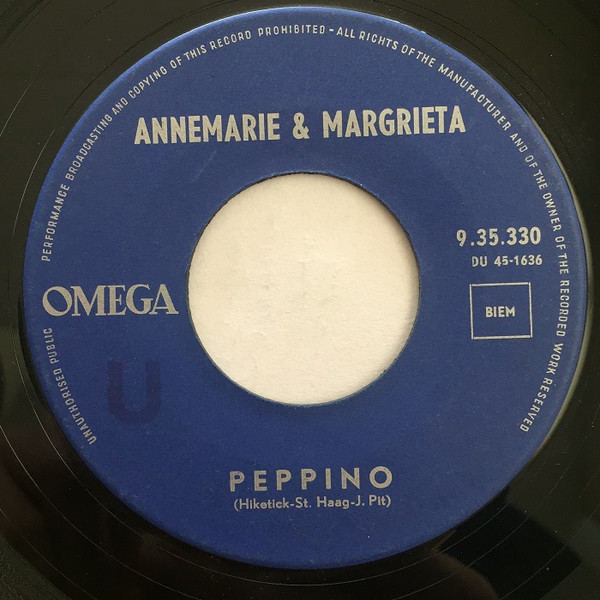 UNAUTHORISED PUBLIC PERFORMANCE BROADCASTING AND COPYING OF THIS RECORD PROHIBITED - ALL RIGHTS OF THE MANUFACTURER AND OF THE OWNER OF THE RECORDED WORK RESERVED
ANNEMARIE & MARGRIETA
9.35.330
DU 45-1636
OMEGA
BIEM
U
PEPPINO
(Hiketick-St. Haag-J. Pit)